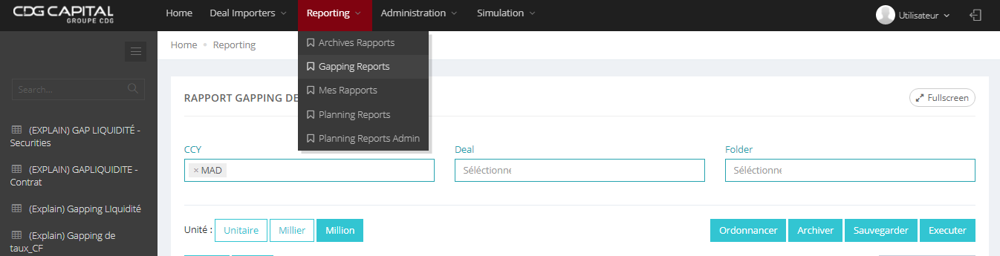 CDG CAPITAL
GROUPE CDG
Home
Deal Importers
Reporting
Administration
Simulation
Utilisateur
Archives Rapports
Gapping Reports
Mes Rapports
Planning Reports
Planning Reports Admin
Home • Reporting
Search...
(EXPLAIN) GAP LIQUIDITÉ -
Securities
(EXPLAIN) GAPLIQUIDITE -
Contrat
(Explain) Gapping LIquidité
(Explain) Gapping de
taux_CF
RAPPORT GAPPING DE
Fullscreen
CCY
Deal
Folder
× MAD
Séléctionne
Séléctionne
Unité :
Unitaire
Millier
Million
Ordonnancer
Archiver
Sauvegarder
Executer